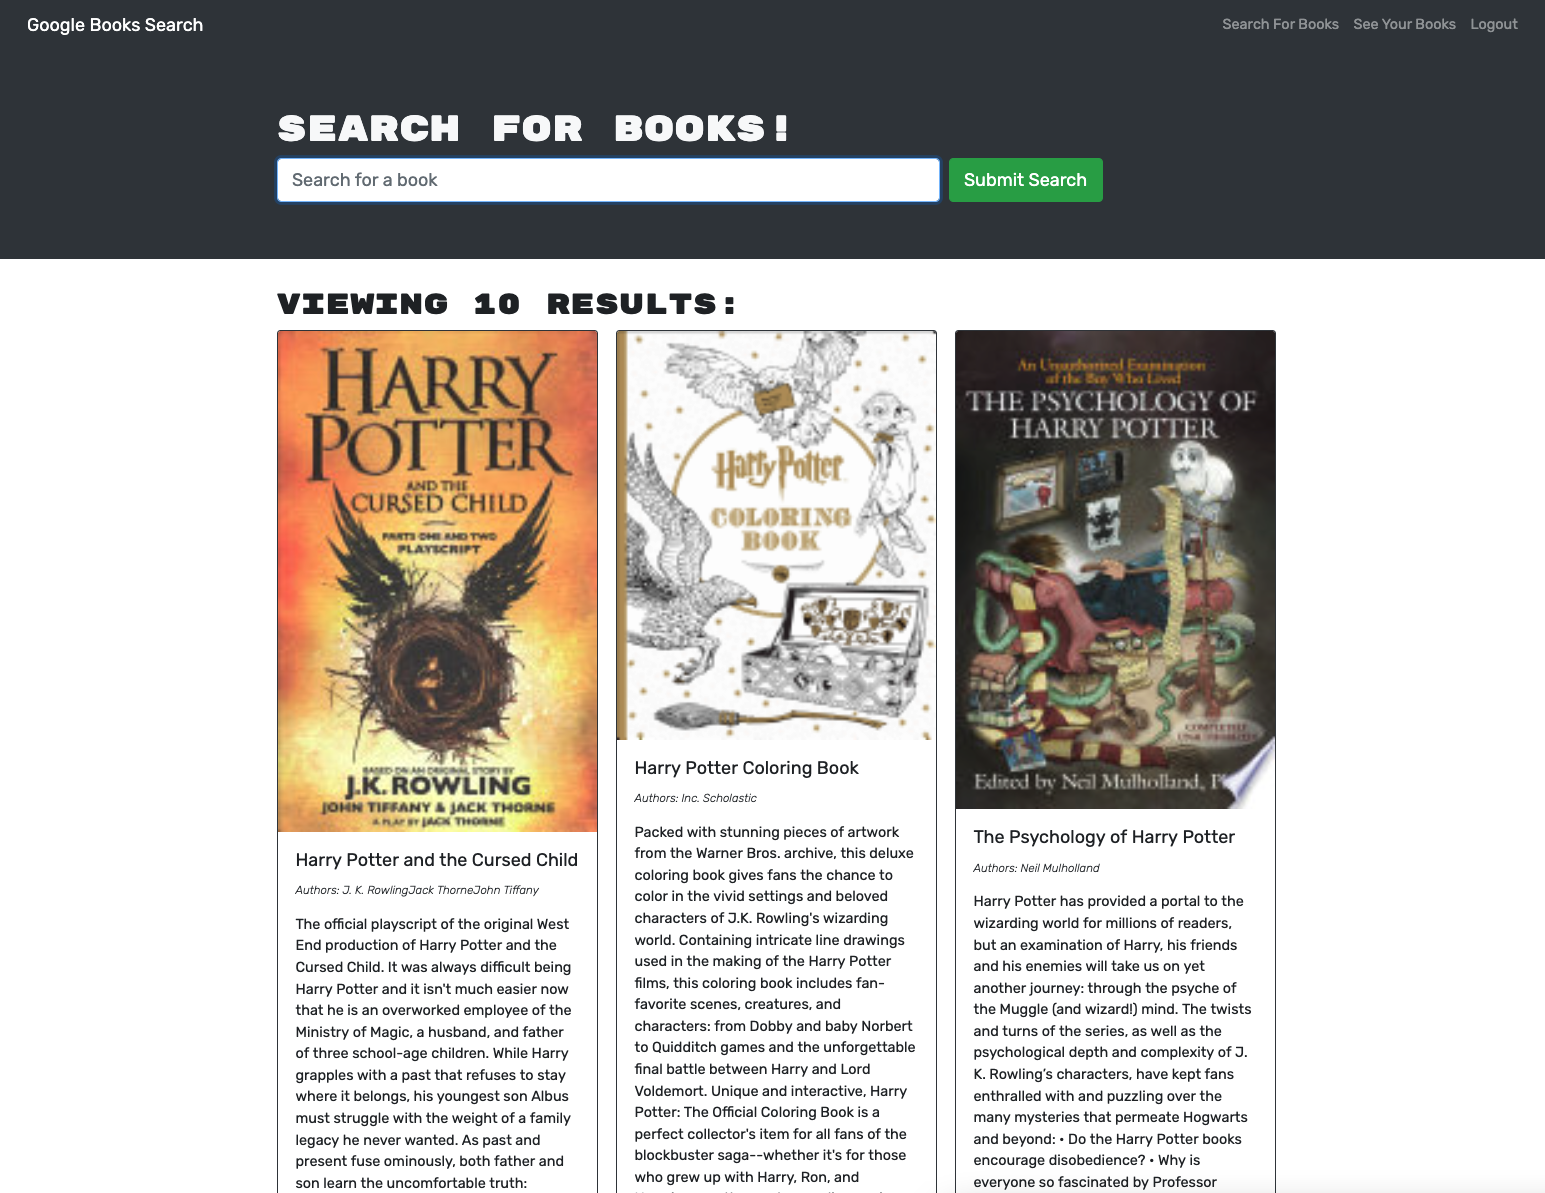 Google Books Search
Search For Books See Your Books Logout
SEARCH FOR BOOKS!
Search for a book
Submit Search
VIEWING 10 RESULTS:
HARRY
POTTER
AND THE
CURSED CHILD
PARTS ONE AND TWO
PLAYSCRIPT
BASED ON AN ORIGINAL STORY BY
J.K. ROWLING
JOHN TIFFANY & JACK THORNE
A PLAY BY JACK THORNE
Harry Potter and the Cursed Child
Authors: J. K. RowlingJack ThorneJohn Tiffany
The official playscript of the original West
End production of Harry Potter and the
Cursed Child. It was always difficult being
Harry Potter and it isn't much easier now
that he is an overworked employee of the
Ministry of Magic, a husband, and father
of three school-age children. While Harry
grapples with a past that refuses to stay
where it belongs, his youngest son Albus
must struggle with the weight of a family
legacy he never wanted. As past and
present fuse ominously, both father and
son learn the uncomfortable truth:
Harry Potter
COLORING
BOOK
Harry Potter Coloring Book
Authors: Inc. Scholastic
Packed with stunning pieces of artwork
from the Warner Bros. archive, this deluxe
coloring book gives fans the chance to
color in the vivid settings and beloved
characters of J.K. Rowling's wizarding
world. Containing intricate line drawings
used in the making of the Harry Potter
films, this coloring book includes fan-
favorite scenes, creatures, and
characters: from Dobby and baby Norbert
to Quidditch games and the unforgettable
final battle between Harry and Lord
Voldemort. Unique and interactive, Harry
Potter: The Official Coloring Book is a
perfect collector's item for all fans of the
blockbuster saga--whether it's for those
who grew up with Harry, Ron, and
An Unauthorized Examination
of the Boy Who Lived
THE PSYCHOLOGY OF
HARRY POTTER
COMPLETELY
UNAUTHORIZED
Edited by Neil Mulholland, P
The Psychology of Harry Potter
Authors: Neil Mulholland
Harry Potter has provided a portal to the
wizarding world for millions of readers,
but an examination of Harry, his friends
and his enemies will take us on yet
another journey: through the psyche of
the Muggle (and wizard!) mind. The twists
and turns of the series, as well as the
psychological depth and complexity of J.
K. Rowling’s characters, have kept fans
enthralled with and puzzling over the
many mysteries that permeate Hogwarts
and beyond: • Do the Harry Potter books
encourage disobedience? • Why is
everyone so fascinated by Professor